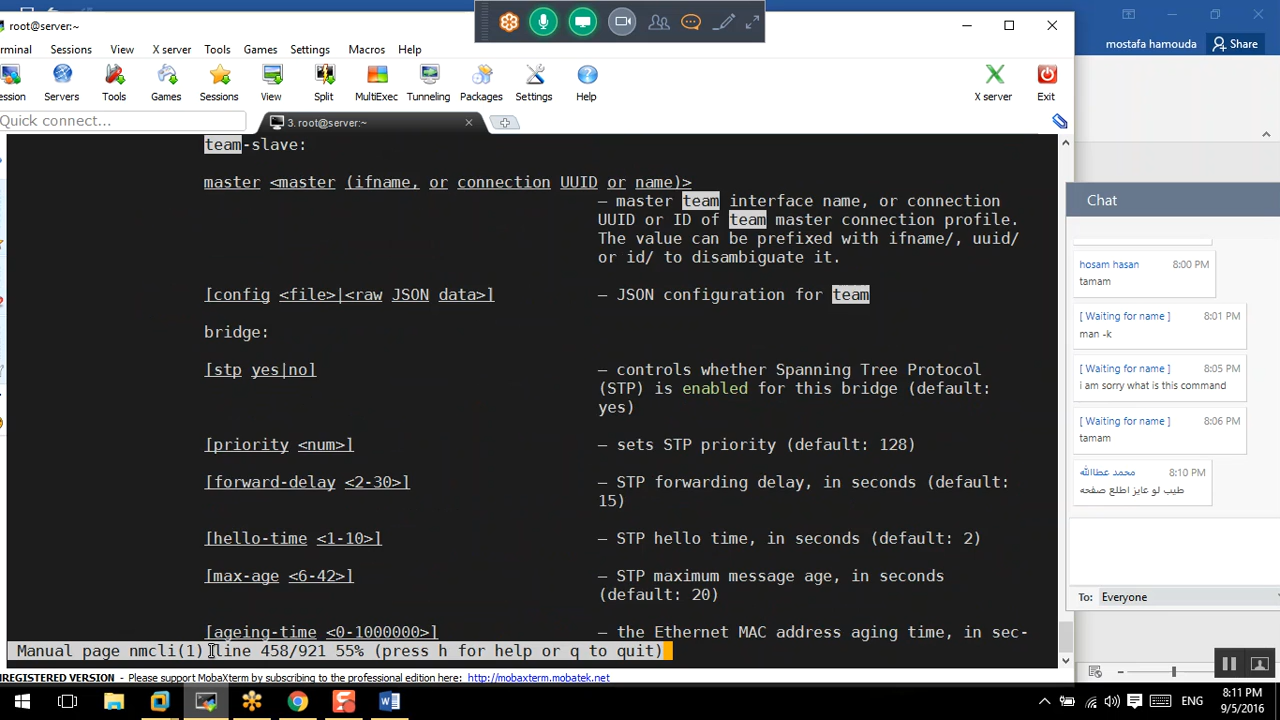 root@server:~
mostafa hamouda
Share
rminal Sessions View X server Tools Games Settings Macros Help
ession Servers Tools Games Sessions View Split MultiExec Tunneling Packages Settings Help X server Exit
Quick connect...
3. root@server:~
team-slave:
master <master (ifname, or connection UUID or name)>
– master team interface name, or connection
UUID or ID of team master connection profile.
The value can be prefixed with ifname/, uuid/
or id/ to disambiguate it.
[config <file>|<raw JSON data>] – JSON configuration for team
bridge:
[stp yes|no] – controls whether Spanning Tree Protocol
(STP) is enabled for this bridge (default:
yes)
[priority <num>] – sets STP priority (default: 128)
[forward-delay <2-30>] – STP forwarding delay, in seconds (default:
15)
[hello-time <1-10>] – STP hello time, in seconds (default: 2)
[max-age <6-42>] – STP maximum message age, in seconds
(default: 20)
[ageing-time <0-1000000>] – the Ethernet MAC address aging time, in sec-
Manual page nmcli(1) line 458/921 55% (press h for help or q to quit)
REGISTERED VERSION - Please support MobaXterm by subscribing to the professional edition here: http://mobaxterm.mobatek.net
Chat
hosam hasan 8:00 PM
tamam
[ Waiting for name ] 8:01 PM
man -k
[ Waiting for name ] 8:05 PM
i am sorry what is this command
[ Waiting for name ] 8:06 PM
tamam
محمد عطاالله 8:10 PM
طيب لو عايز اطلع صفحه
To: Everyone
ENG
8:11 PM
9/5/2016